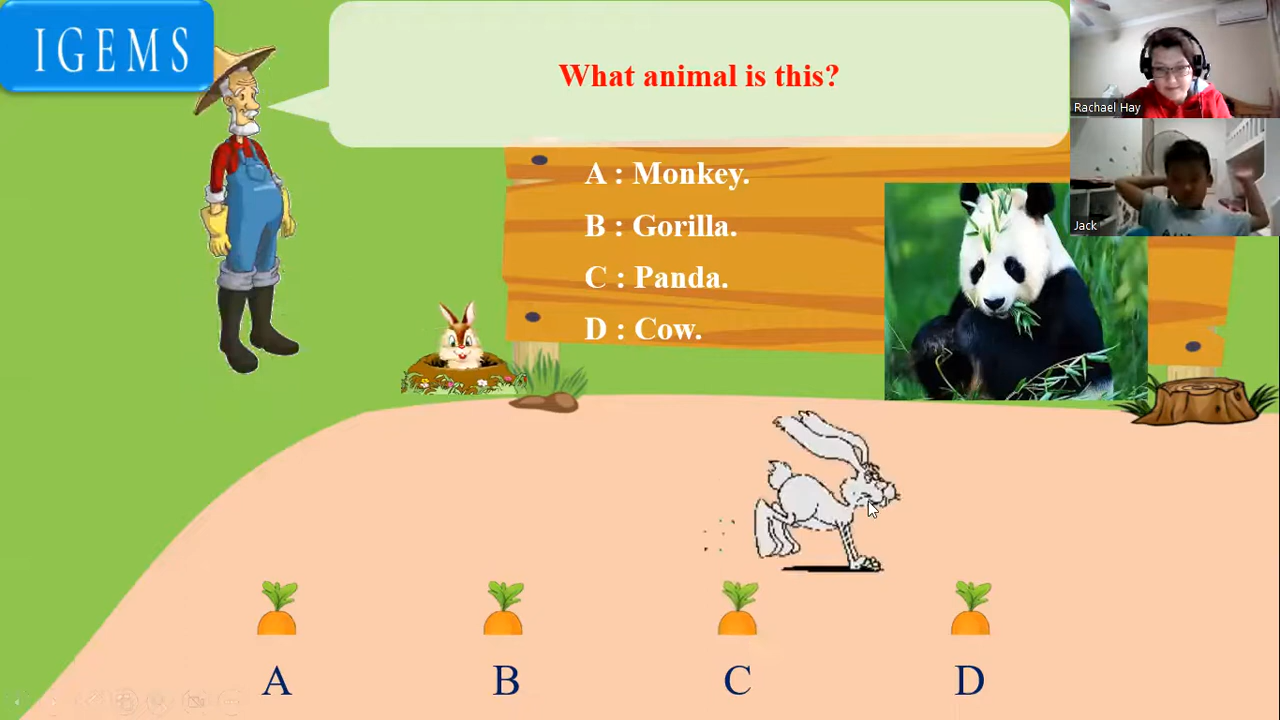 IGEMS
What animal is this?
Rachael Hay
A : Monkey.
B : Gorilla.
Jack
C : Panda.
D : Cow.
A
B
C
D